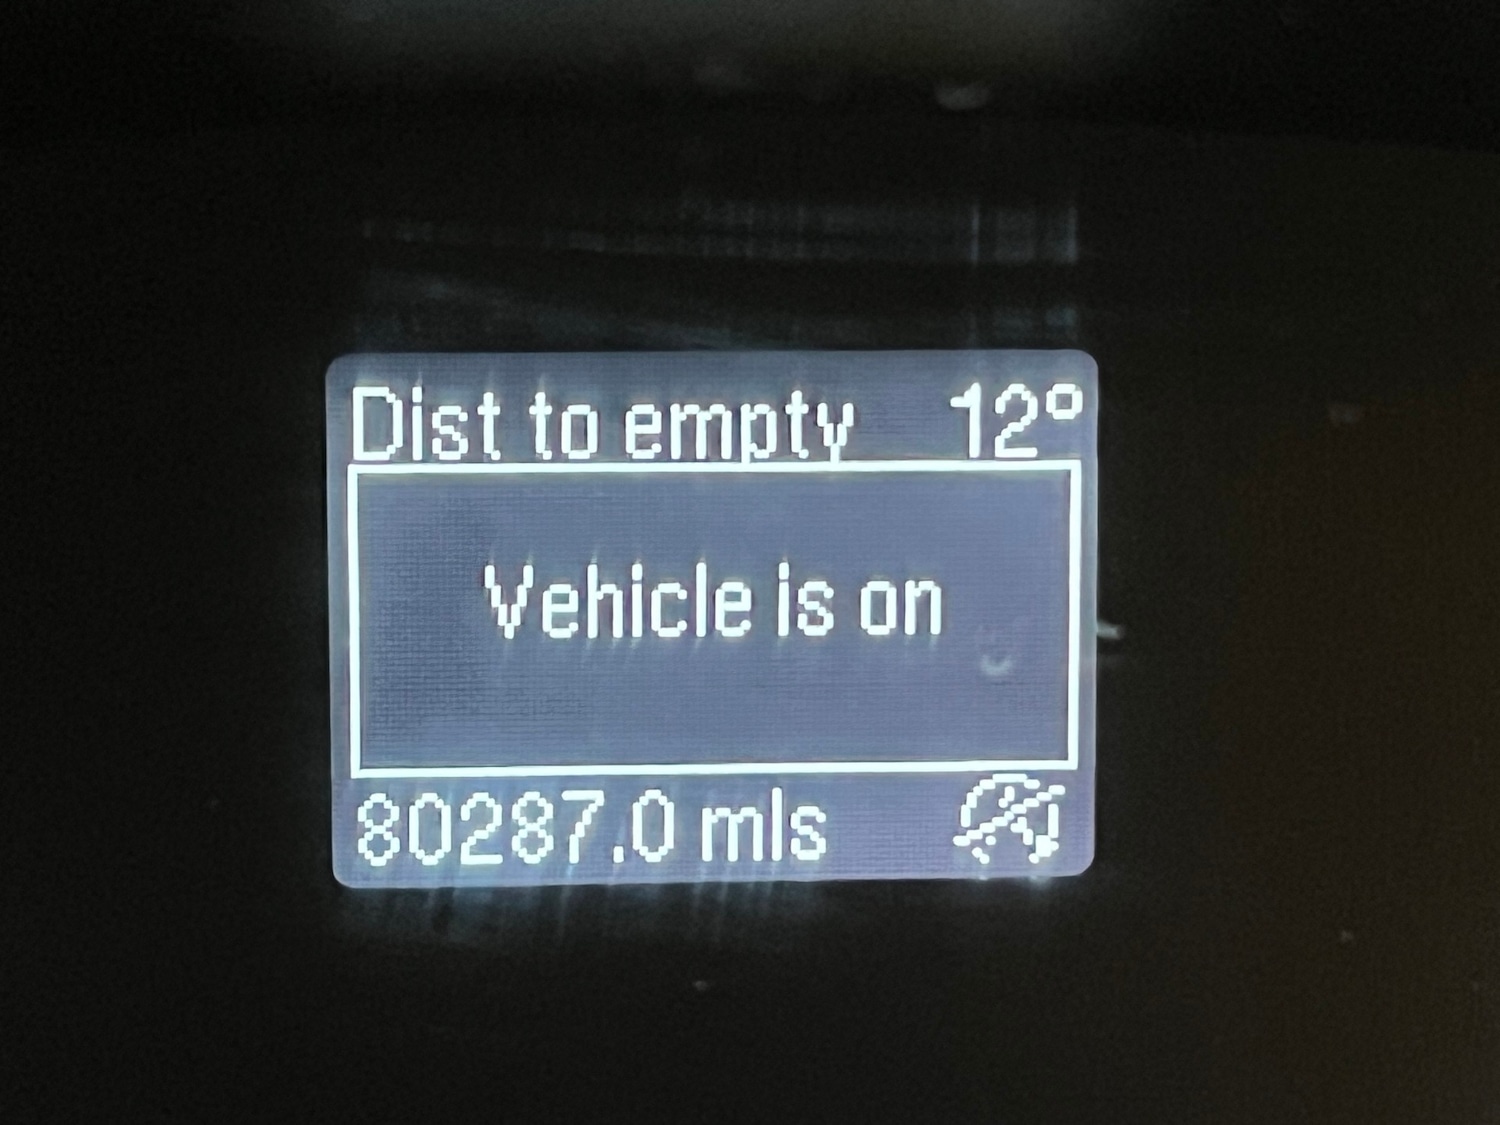 Dist to empty 12°
Vehicle is on
80287.0 mls